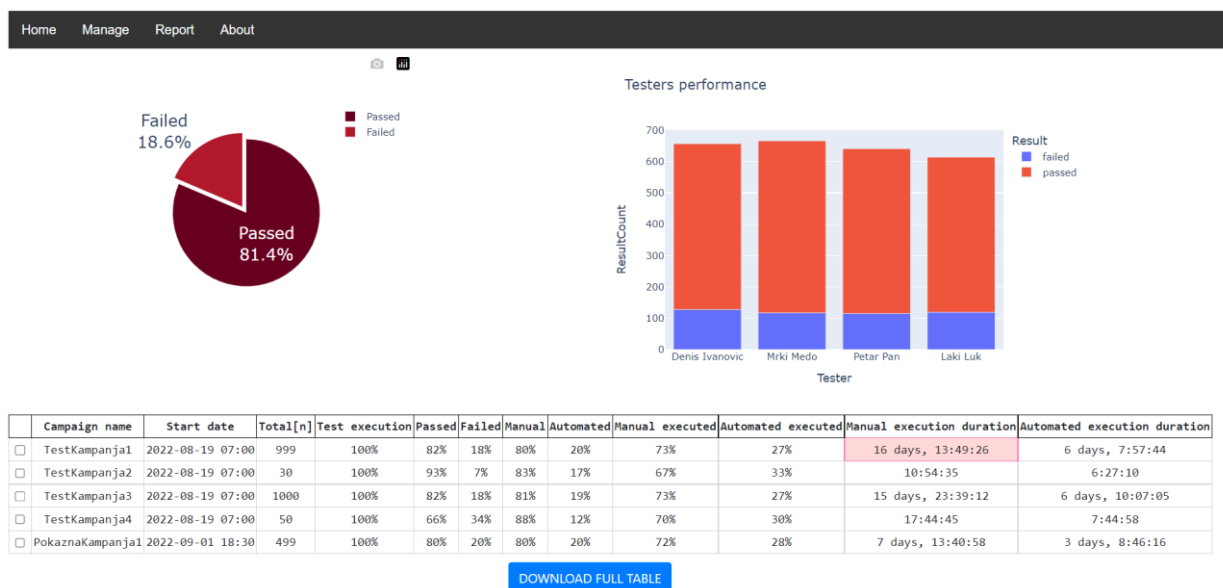 Home Manage Report About
Failed
18.6%
Passed
81.4%
Passed
Failed
Testers performance
700
600
500
400
300
200
100
0
ResultCount
Denis Ivanovic Mrki Medo Petar Pan Laki Luk
Tester
Result
failed
passed
Campaign name Start date Total[n] Test execution Passed Failed Manual Automated Manual executed Automated executed Manual execution duration Automated execution duration
TestKampanja1 2022-08-19 07:00 999 100% 82% 18% 80% 20% 73% 27% 16 days, 13:49:26 6 days, 7:57:44
TestKampanja2 2022-08-19 07:00 30 100% 93% 7% 83% 17% 67% 33% 10:54:35 6:27:10
TestKampanja3 2022-08-19 07:00 1000 100% 82% 18% 81% 19% 73% 27% 15 days, 23:39:12 6 days, 10:07:05
TestKampanja4 2022-08-19 07:00 50 100% 66% 34% 88% 12% 70% 30% 17:44:45 7:44:58
PokaznaKampanja1 2022-09-01 18:30 499 100% 80% 20% 80% 20% 72% 28% 7 days, 13:40:58 3 days, 8:46:16
DOWNLOAD FULL TABLE